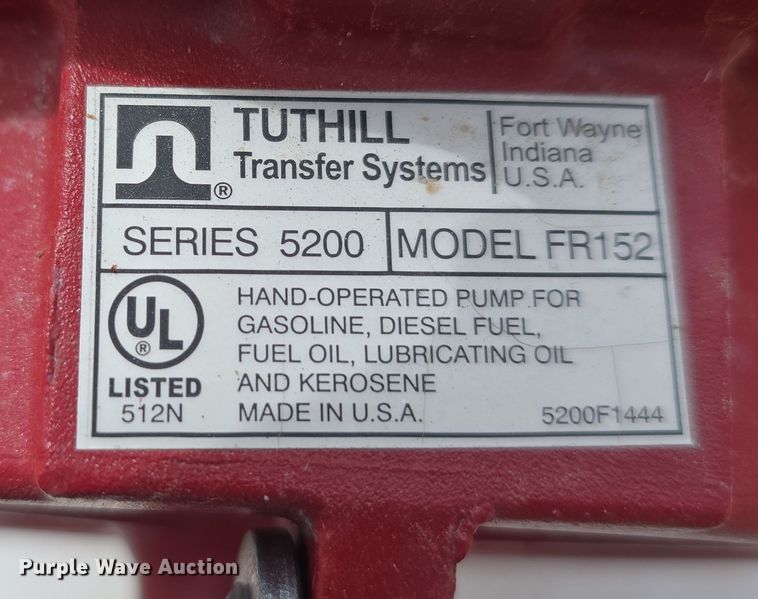 TUTHILL
Transfer Systems
Fort Wayne
Indiana
U.S.A.
®
SERIES 5200
MODEL FR152
UL
®
LISTED
512N
HAND-OPERATED PUMP FOR
GASOLINE, DIESEL FUEL,
FUEL OIL, LUBRICATING OIL
AND KEROSENE
MADE IN U.S.A.
5200F1444
Purple Wave Auction